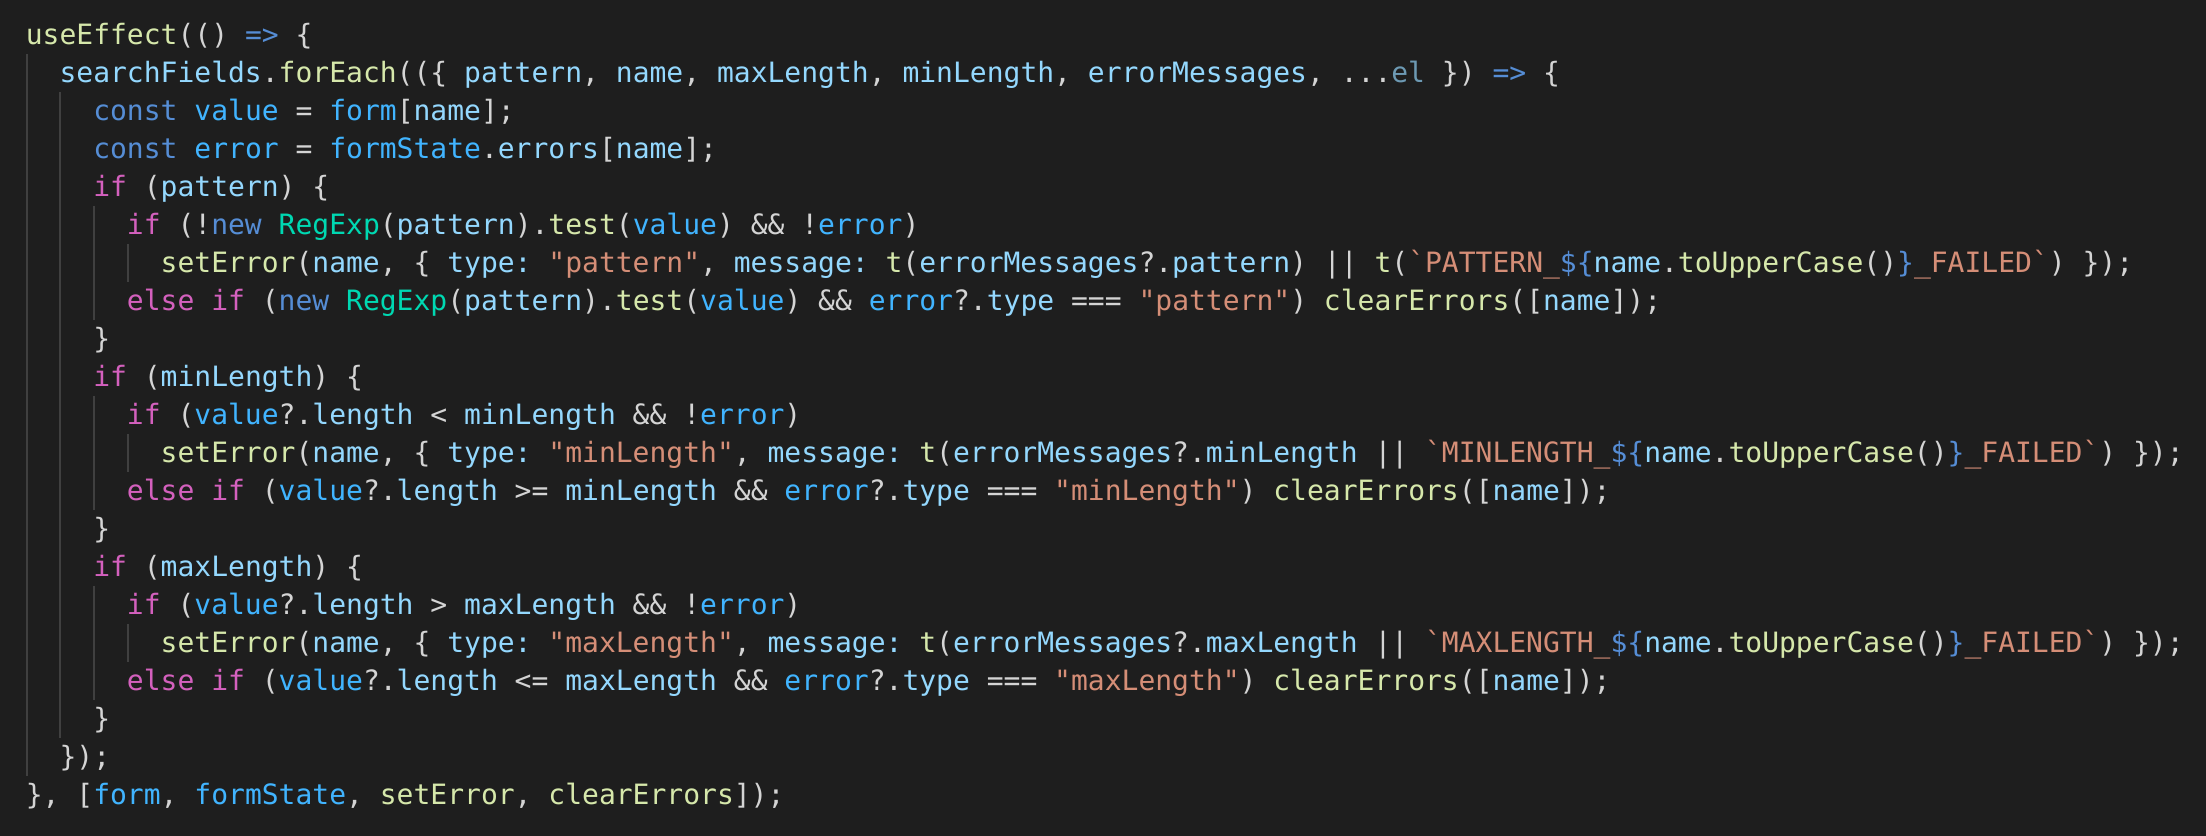 useEffect(() => {
  searchFields.forEach(({ pattern, name, maxLength, minLength, errorMessages, ...el }) => {
    const value = form[name];
    const error = formState.errors[name];
    if (pattern) {
      if (!new RegExp(pattern).test(value) && !error)
        setError(name, { type: "pattern", message: t(errorMessages?.pattern) || t(`PATTERN_${name.toUpperCase()}_FAILED`) });
      else if (new RegExp(pattern).test(value) && error?.type === "pattern") clearErrors([name]);
    }
    if (minLength) {
      if (value?.length < minLength && !error)
        setError(name, { type: "minLength", message: t(errorMessages?.minLength || `MINLENGTH_${name.toUpperCase()}_FAILED`) });
      else if (value?.length >= minLength && error?.type === "minLength") clearErrors([name]);
    }
    if (maxLength) {
      if (value?.length > maxLength && !error)
        setError(name, { type: "maxLength", message: t(errorMessages?.maxLength || `MAXLENGTH_${name.toUpperCase()}_FAILED`) });
      else if (value?.length <= maxLength && error?.type === "maxLength") clearErrors([name]);
    }
  });
}, [form, formState, setError, clearErrors]);